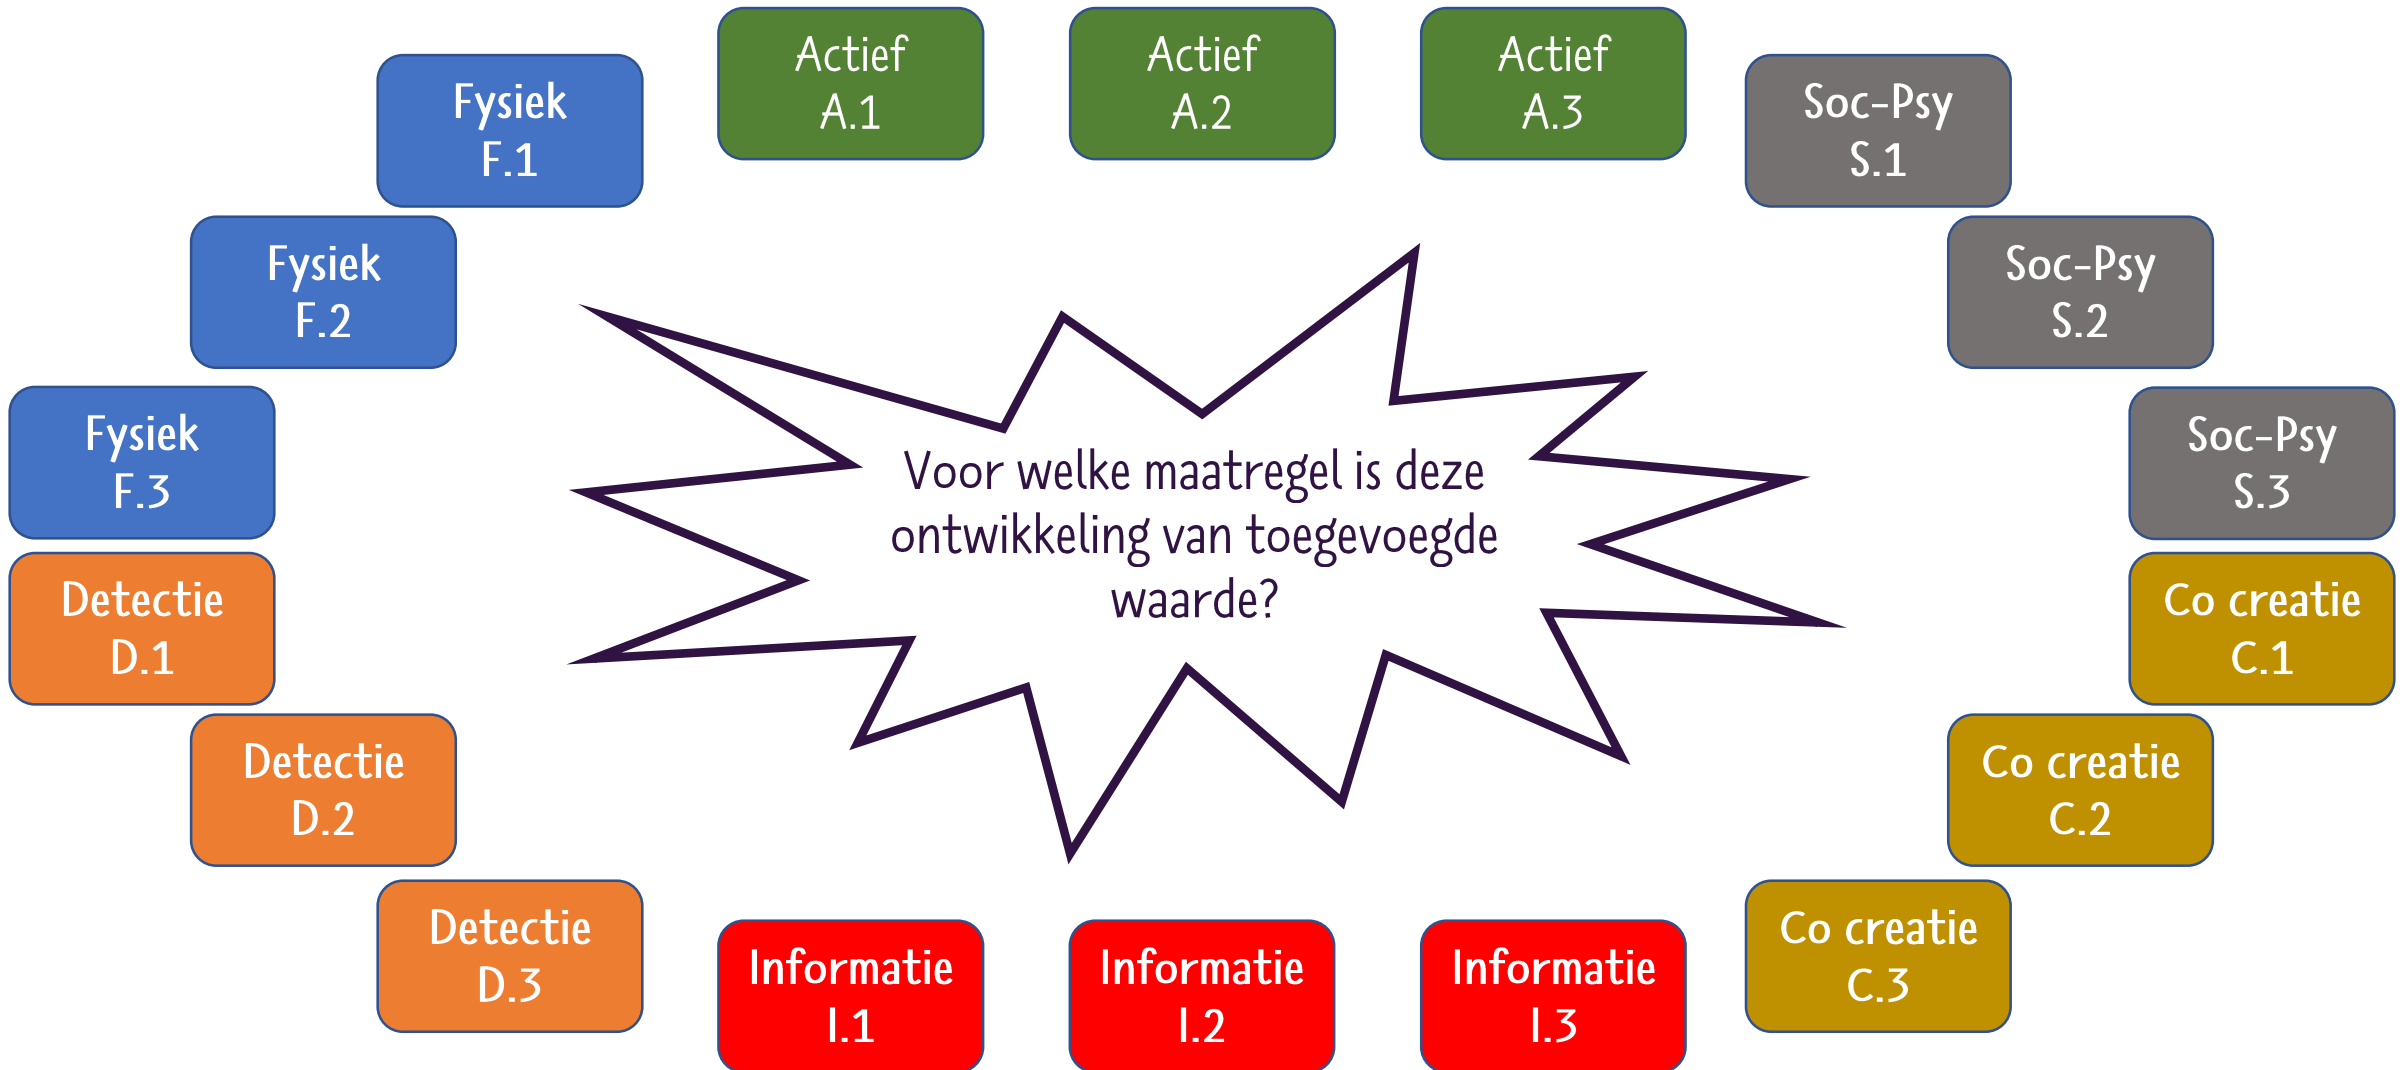 Actief
A.1
Actief
A.2
Actief
A.3
Fysiek
F.1
Soc-Psy
S.1
Fysiek
F.2
Soc-Psy
S.2
Fysiek
F.3
Soc-Psy
S.3
Voor welke maatregel is deze
ontwikkeling van toegevoegde
waarde?
Detectie
D.1
Co creatie
C.1
Detectie
D.2
Co creatie
C.2
Detectie
D.3
Co creatie
C.3
Informatie
I.1
Informatie
I.2
Informatie
I.3